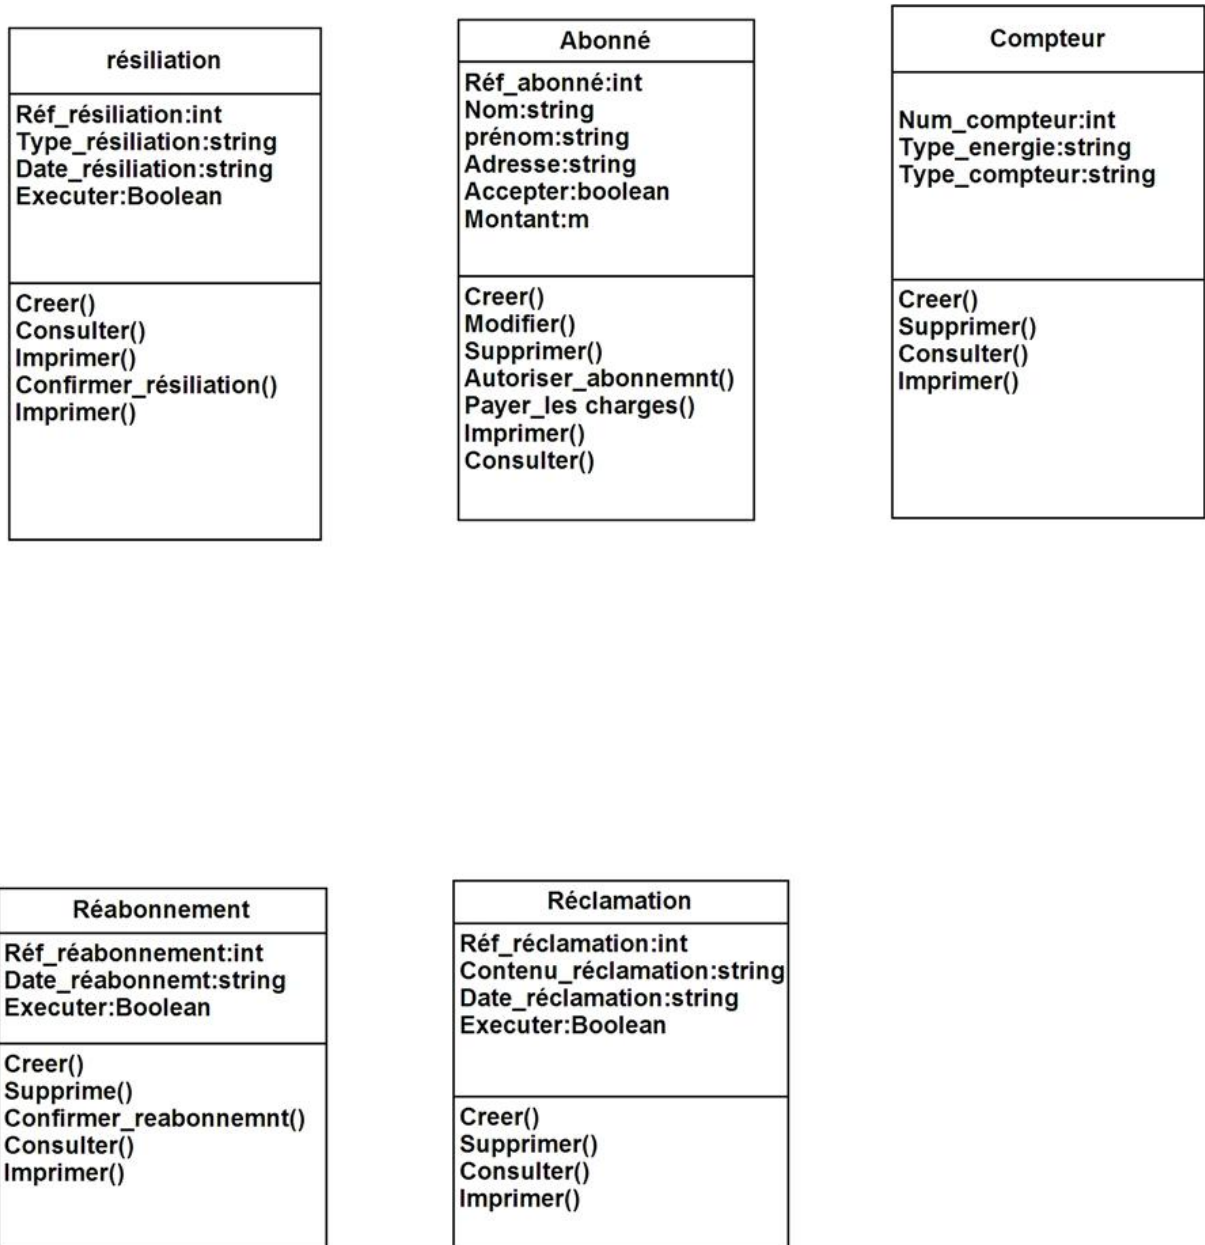 résiliation
Réf_résiliation:int
Type_résiliation:string
Date_résiliation:string
Executer:Boolean
Creer()
Consulter()
Imprimer()
Confirmer_résiliation()
Imprimer()
Abonné
Réf_abonné:int
Nom:string
prénom:string
Adresse:string
Accepter:boolean
Montant:m
Creer()
Modifier()
Supprimer()
Autoriser_abonnemnt()
Payer_les charges()
Imprimer()
Consulter()
Compteur
Num_compteur:int
Type_energie:string
Type_compteur:string
Creer()
Supprimer()
Consulter()
Imprimer()
Réabonnement
Réf_réabonnement:int
Date_réabonnemt:string
Executer:Boolean
Creer()
Supprime()
Confirmer_reabonnemnt()
Consulter()
Imprimer()
Réclamation
Réf_réclamation:int
Contenu_réclamation:string
Date_réclamation:string
Executer:Boolean
Creer()
Supprimer()
Consulter()
Imprimer()